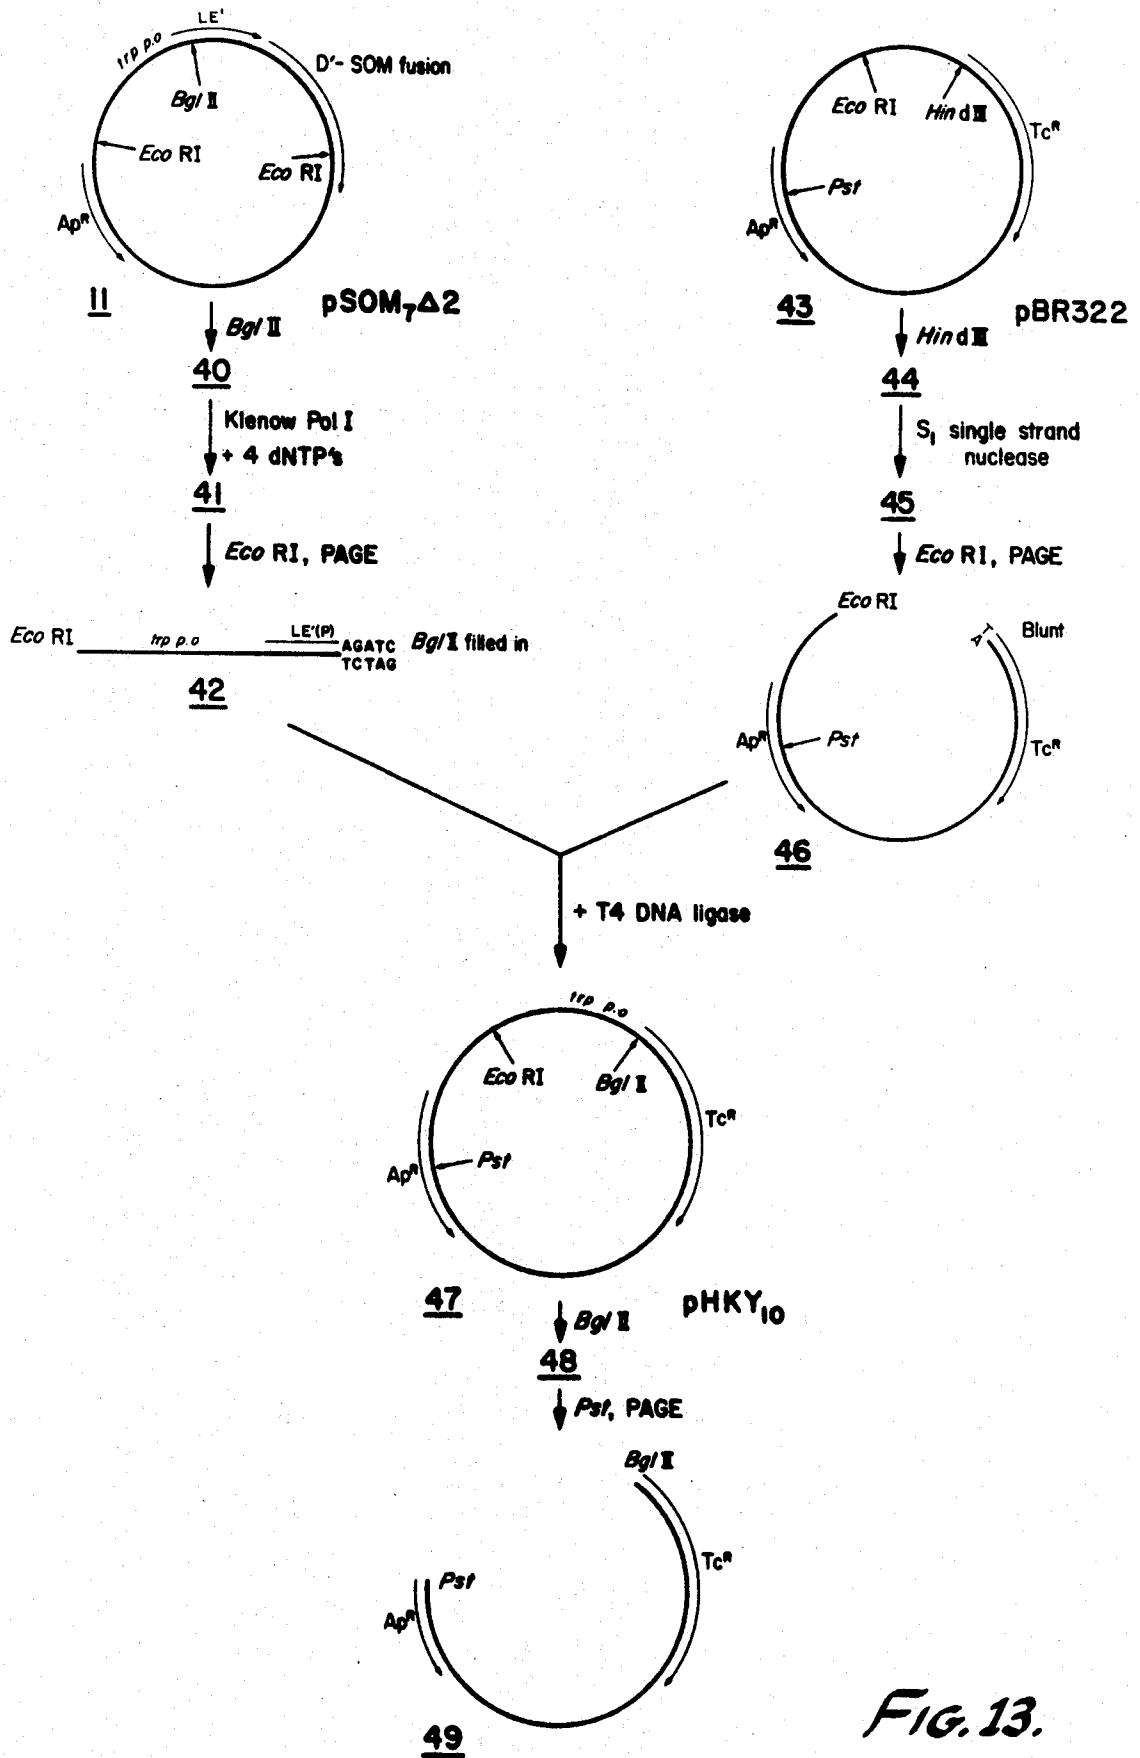 LE'
trp p.o
D'- SOM fusion
Bgl II
Eco RI
Eco RI
Ap^R
11
pSOM₇Δ2
Bgl II
40
Klenow Pol I
+ 4 dNTP's
41
Eco RI, PAGE
Eco RI
trp p.o
LE'(P)
AGATC
TCTAG
Bgl II filled in
42
Eco RI
Hind III
Tc^R
Pst
Ap^R
43
pBR322
Hind III
44
S₁ single strand
nuclease
45
Eco RI, PAGE
Eco RI
T
A
Blunt
Ap^R
Pst
Tc^R
46
+ T4 DNA ligase
trp p.o
Eco RI
Bgl II
Tc^R
Ap^R
Pst
47
pHKY₁₀
Bgl II
48
Pst, PAGE
Bgl II
Tc^R
Pst
Ap^R
49
FIG. 13.